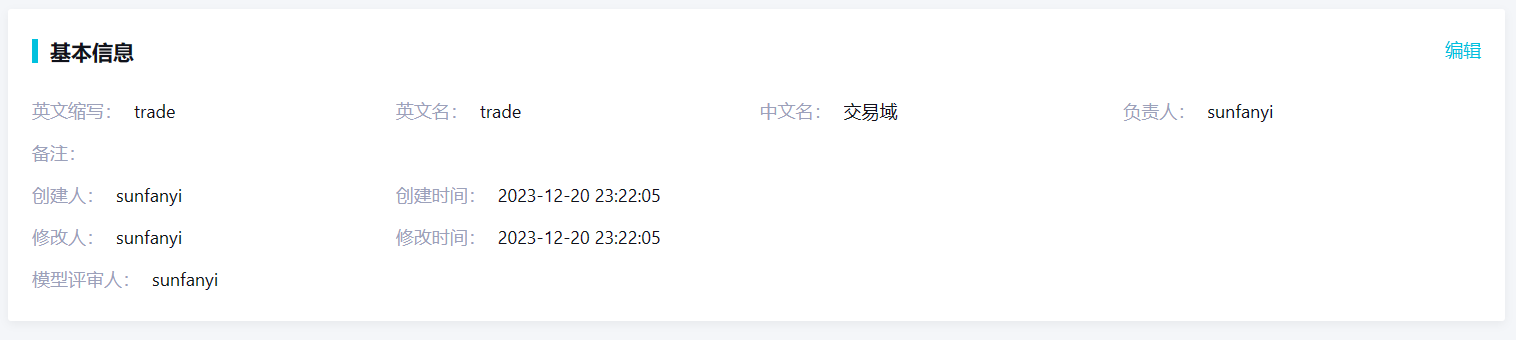 基本信息 编辑
英文缩写： trade 英文名： trade 中文名： 交易域 负责人： sunfanyi
备注：
创建人： sunfanyi 创建时间： 2023-12-20 23:22:05
修改人： sunfanyi 修改时间： 2023-12-20 23:22:05
模型评审人： sunfanyi